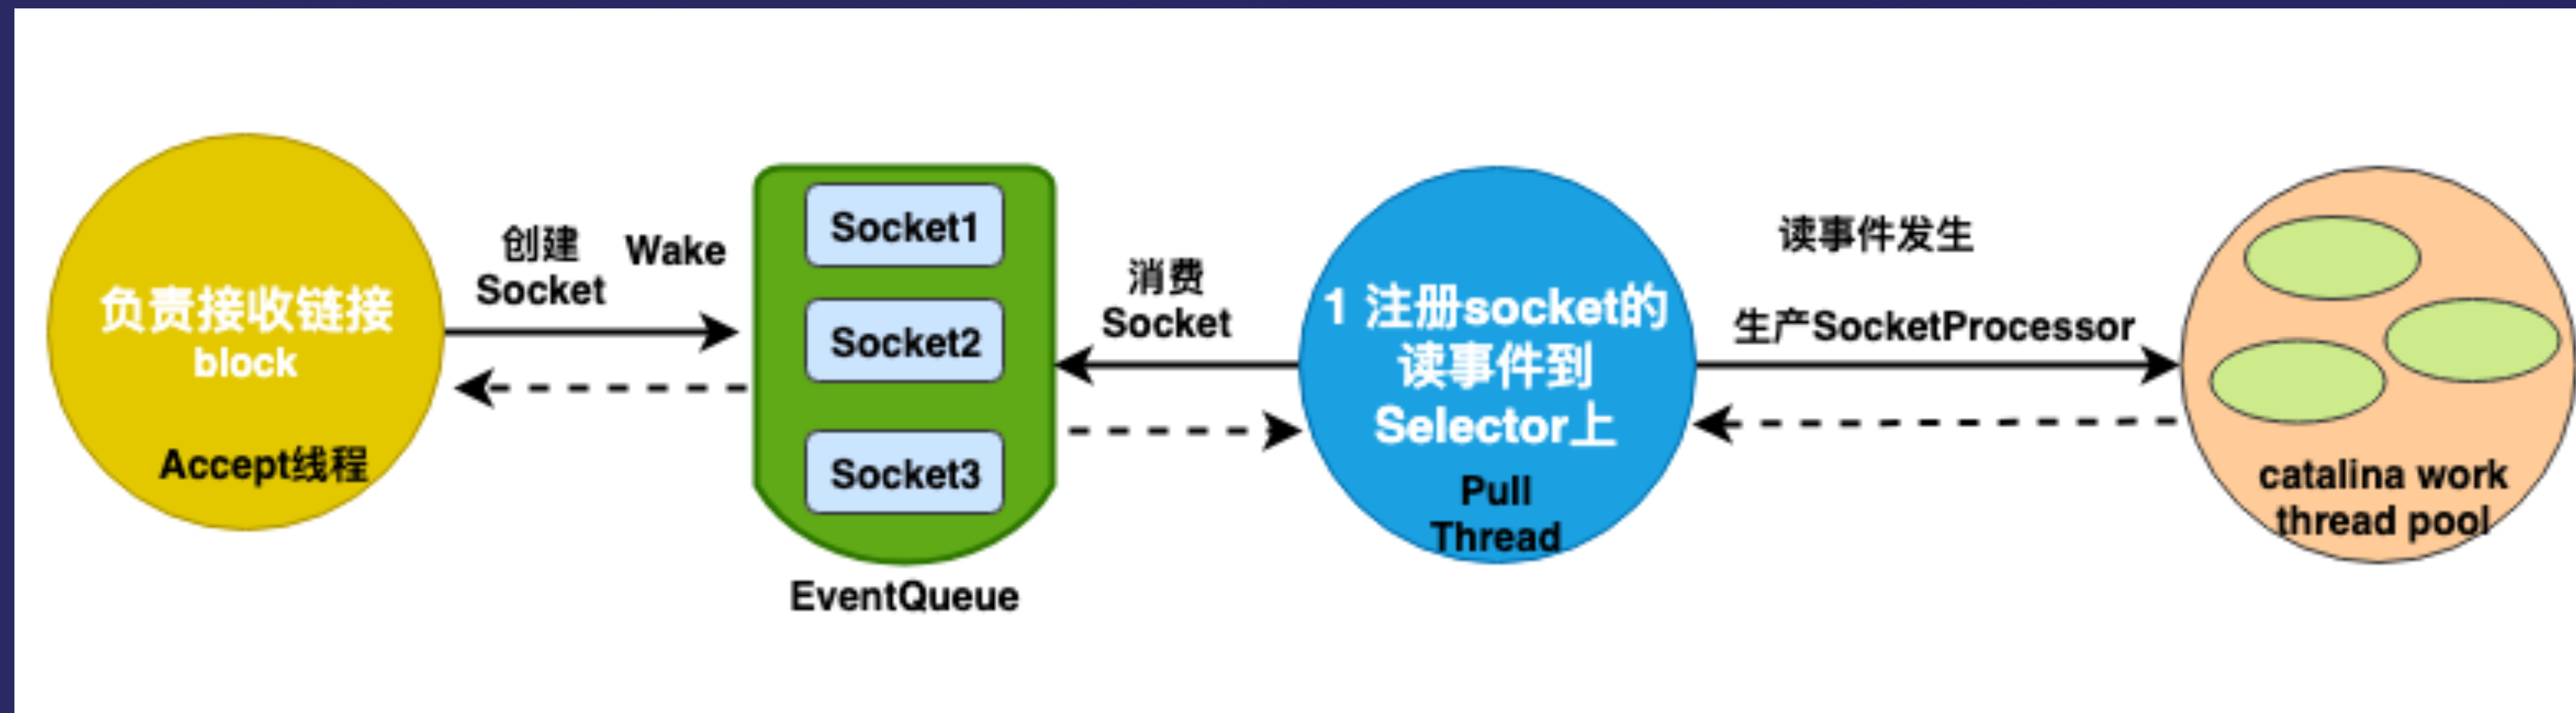 负责接收链接
block
Accept线程
创建
Socket
Wake
Socket1
Socket2
Socket3
EventQueue
消费
Socket
1 注册socket的
读事件到
Selector上
Pull
Thread
读事件发生
生产SocketProcessor
catalina work
thread pool